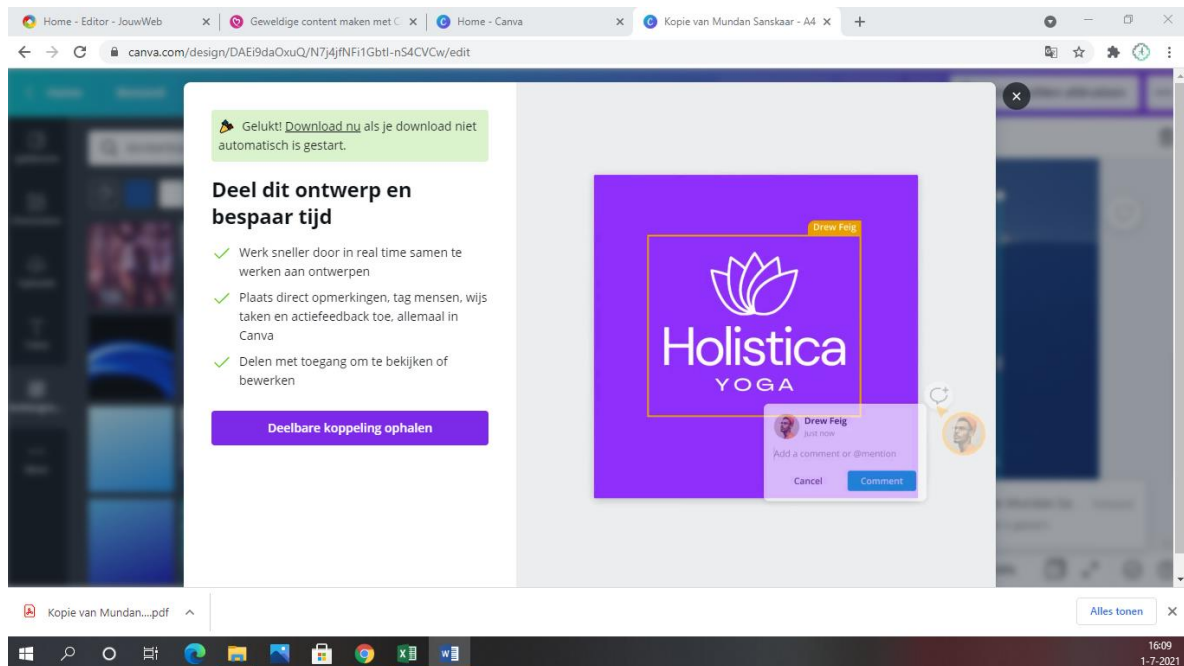 Home - Editor - JouwWeb
Geweldige content maken met C
Home - Canva
Kopie van Mundan Sanskaar - A4
canva.com/design/DAEi9daOxuQ/N7j4jfNFi1Gbtl-nS4CVCw/edit
Gelukt! Download nu als je download niet
automatisch is gestart.
Deel dit ontwerp en
bespaar tijd
Werk sneller door in real time samen te
werken aan ontwerpen
Plaats direct opmerkingen, tag mensen, wijs
taken en actiefeedback toe, allemaal in
Canva
Delen met toegang om te bekijken of
bewerken
Deelbare koppeling ophalen
Drew Feig
Holistica
YOGA
Drew Feig
Just now
Add a comment or @mention
Cancel
Comment
Kopie van Mundan....pdf
Alles tonen
16:09
1-7-2021